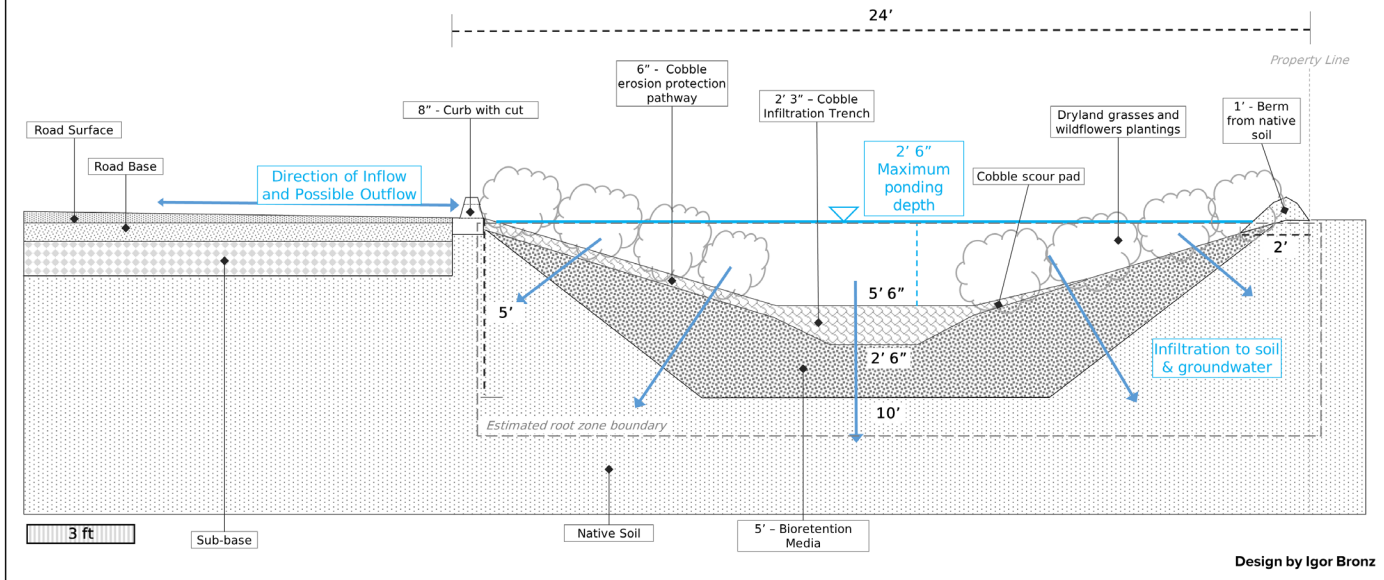 24’
Property Line
6” - Cobble
erosion protection
pathway
2’ 3” – Cobble
Infiltration Trench
8” - Curb with cut
Dryland grasses and
wildflowers plantings
1’ - Berm
from native
soil
Road Surface
Road Base
Direction of Inflow
and Possible Outflow
2’ 6”
Maximum
ponding
depth
Cobble scour pad
2’
5’
5’ 6”
2’ 6”
Infiltration to soil
& groundwater
10’
Estimated root zone boundary
3 ft
Sub-base
Native Soil
5’ – Bioretention
Media
Design by Igor Bronz